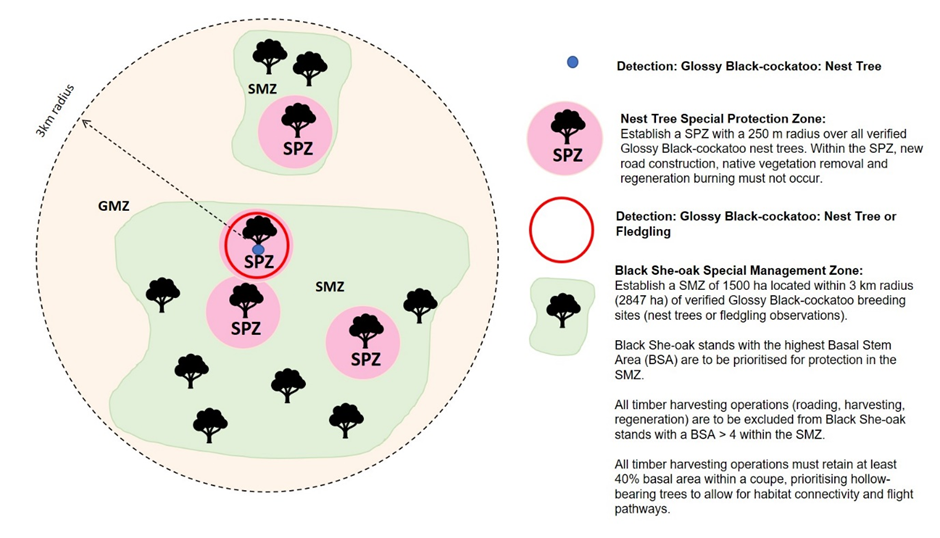 SMZ
SPZ
3km radius
GMZ
SPZ
SMZ
SPZ
SPZ
Detection: Glossy Black-cockatoo: Nest Tree
SPZ
Nest Tree Special Protection Zone:
Establish a SPZ with a 250 m radius over all verified
Glossy Black-cockatoo nest trees. Within the SPZ, new
road construction, native vegetation removal and
regeneration burning must not occur.
Detection: Glossy Black-cockatoo: Nest Tree or
Fledgling
Black She-oak Special Management Zone:
Establish a SMZ of 1500 ha located within 3 km radius
(2847 ha) of verified Glossy Black-cockatoo breeding
sites (nest trees or fledgling observations).
Black She-oak stands with the highest Basal Stem
Area (BSA) are to be prioritised for protection in the
SMZ.
All timber harvesting operations (roading, harvesting,
regeneration) are to be excluded from Black She-oak
stands with a BSA > 4 within the SMZ.
All timber harvesting operations must retain at least
40% basal area within a coupe, prioritising hollow-
bearing trees to allow for habitat connectivity and flight
pathways.